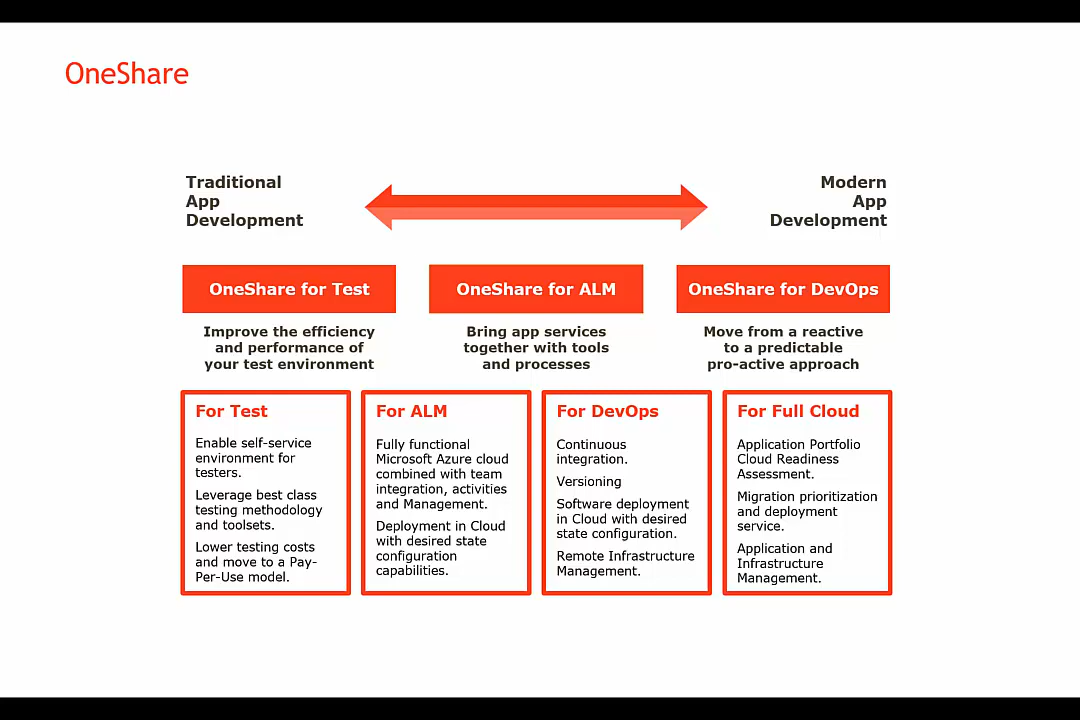 OneShare
Traditional
App
Development
Modern
App
Development
OneShare for Test
Improve the efficiency
and performance of
your test environment
OneShare for ALM
Bring app services
together with tools
and processes
OneShare for DevOps
Move from a reactive
to a predictable
pro-active approach
For Test
Enable self-service
environment for
testers.
Leverage best class
testing methodology
and toolsets.
Lower testing costs
and move to a Pay-
Per-Use model.
For ALM
Fully functional
Microsoft Azure cloud
combined with team
integration, activities
and Management.
Deployment in Cloud
with desired state
configuration
capabilities.
For DevOps
Continuous
integration.
Versioning
Software deployment
in Cloud with desired
state configuration.
Remote Infrastructure
Management.
For Full Cloud
Application Portfolio
Cloud Readiness
Assessment.
Migration prioritization
and deployment
service.
Application and
Infrastructure
Management.